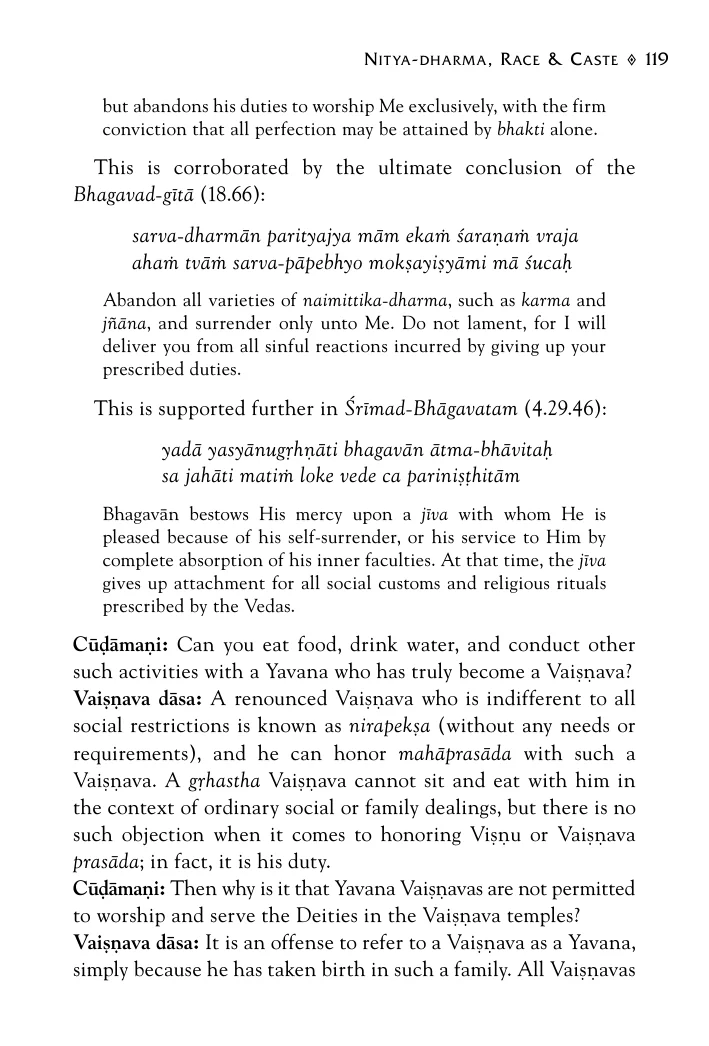 Nitya-dharma, Race & Caste ◊ 119
but abandons his duties to worship Me exclusively, with the firm
conviction that all perfection may be attained by bhakti alone.
This is corroborated by the ultimate conclusion of the
Bhagavad-gītā (18.66):
sarva-dharmān parityajya mām ekaṁ śaraṇaṁ vraja
ahaṁ tvāṁ sarva-pāpebhyo mokṣayiṣyāmi mā śucaḥ
Abandon all varieties of naimittika-dharma, such as karma and
jñāna, and surrender only unto Me. Do not lament, for I will
deliver you from all sinful reactions incurred by giving up your
prescribed duties.
This is supported further in Śrīmad-Bhāgavatam (4.29.46):
yadā yasyānugṛhṇāti bhagavān ātma-bhāvitaḥ
sa jahāti matiṁ loke vede ca pariniṣṭhitām
Bhagavān bestows His mercy upon a jīva with whom He is
pleased because of his self-surrender, or his service to Him by
complete absorption of his inner faculties. At that time, the jīva
gives up attachment for all social customs and religious rituals
prescribed by the Vedas.
Cūḍāmaṇi: Can you eat food, drink water, and conduct other
such activities with a Yavana who has truly become a Vaiṣṇava?
Vaiṣṇava dāsa: A renounced Vaiṣṇava who is indifferent to all
social restrictions is known as nirapekṣa (without any needs or
requirements), and he can honor mahāprasāda with such a
Vaiṣṇava. A gṛhastha Vaiṣṇava cannot sit and eat with him in
the context of ordinary social or family dealings, but there is no
such objection when it comes to honoring Viṣṇu or Vaiṣṇava
prasāda; in fact, it is his duty.
Cūḍāmaṇi: Then why is it that Yavana Vaiṣṇavas are not permitted
to worship and serve the Deities in the Vaiṣṇava temples?
Vaiṣṇava dāsa: It is an offense to refer to a Vaiṣṇava as a Yavana,
simply because he has taken birth in such a family. All Vaiṣṇavas